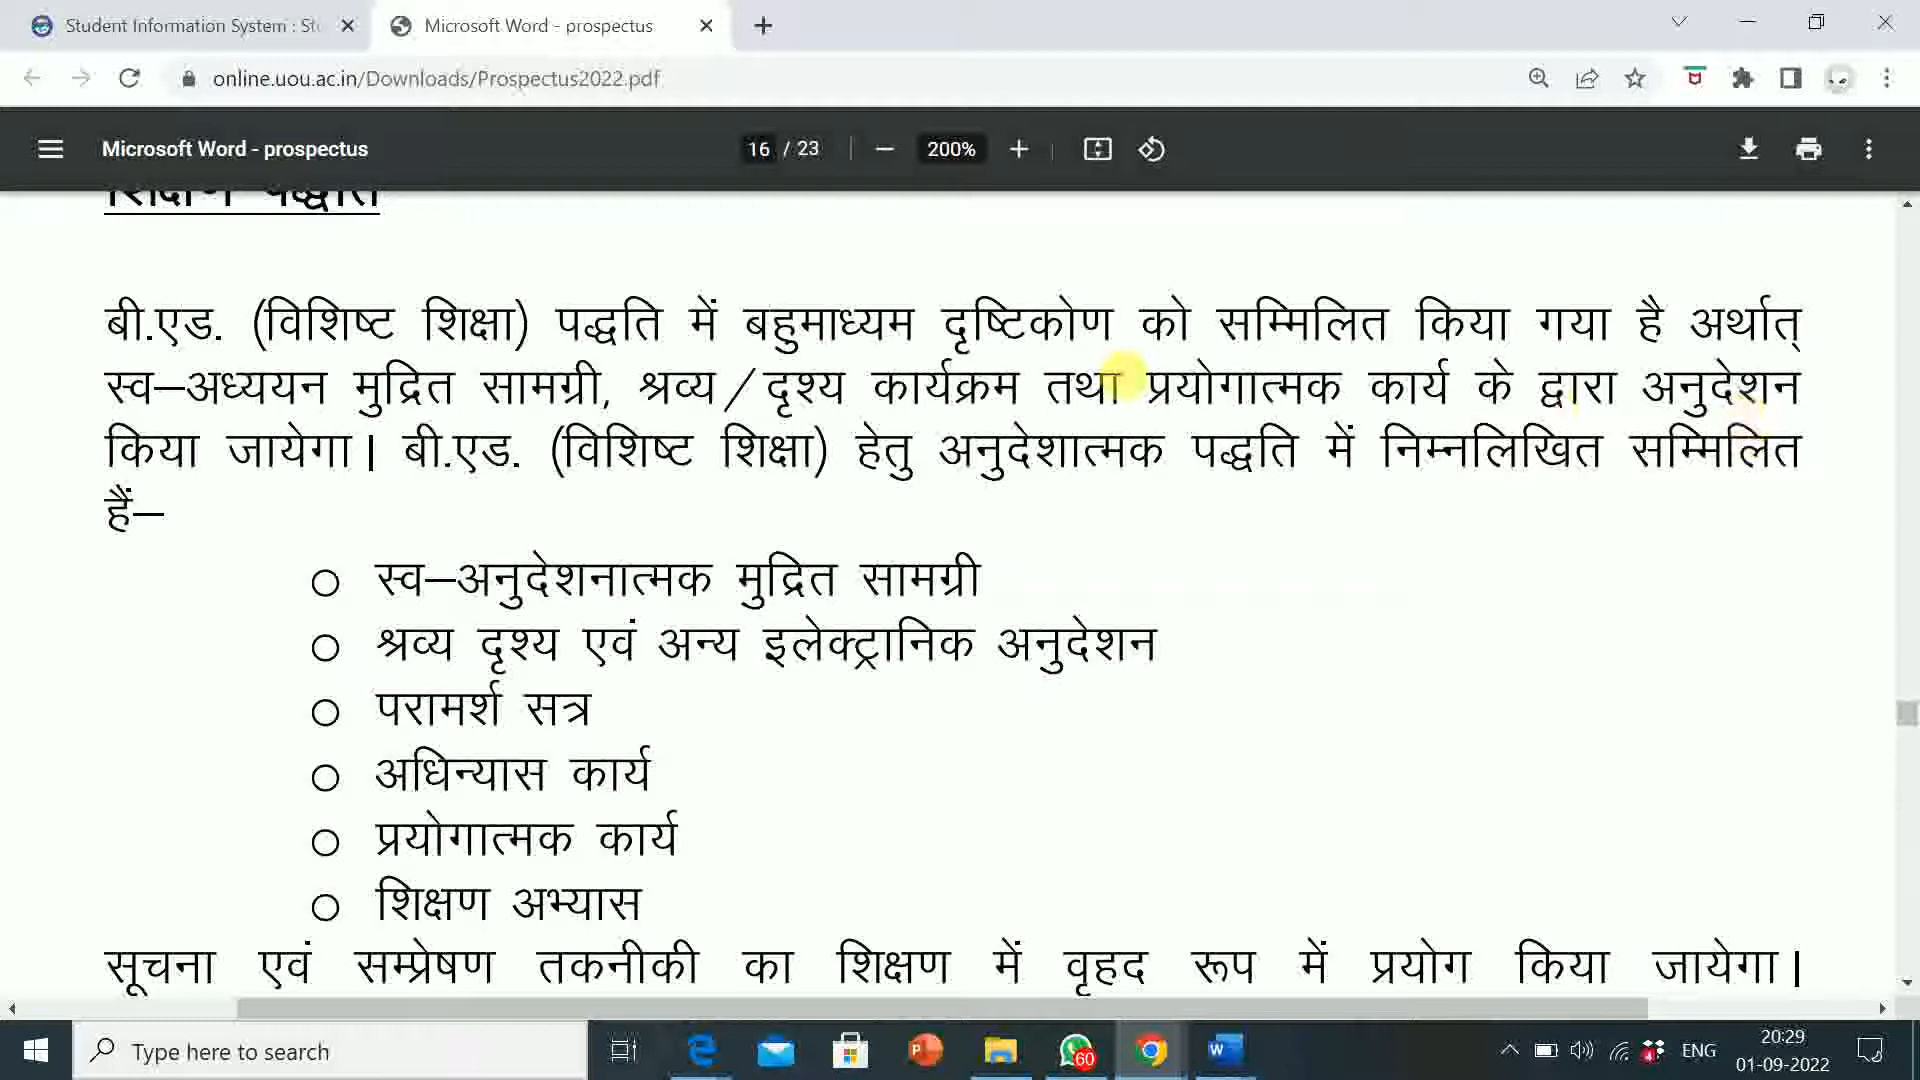 Student Information System : St
Microsoft Word - prospectus
online.uou.ac.in/Downloads/Prospectus2022.pdf
Microsoft Word - prospectus
16 / 23
200%
शिक्षण पद्धति
बी.एड. (विशिष्ट शिक्षा) पद्धति में बहुमाध्यम दृष्टिकोण को सम्मिलित किया गया है अर्थात्
स्व–अध्ययन मुद्रित सामग्री, श्रव्य/दृश्य कार्यक्रम तथा प्रयोगात्मक कार्य के द्वारा अनुदेशन
किया जायेगा। बी.एड. (विशिष्ट शिक्षा) हेतु अनुदेशात्मक पद्धति में निम्नलिखित सम्मिलित
हैं–
○ स्व–अनुदेशनात्मक मुद्रित सामग्री
○ श्रव्य दृश्य एवं अन्य इलेक्ट्रानिक अनुदेशन
○ परामर्श सत्र
○ अधिन्यास कार्य
○ प्रयोगात्मक कार्य
○ शिक्षण अभ्यास
सूचना एवं सम्प्रेषण तकनीकी का शिक्षण में वृहद रूप में प्रयोग किया जायेगा।
Type here to search
60
4
ENG
20:29
01-09-2022